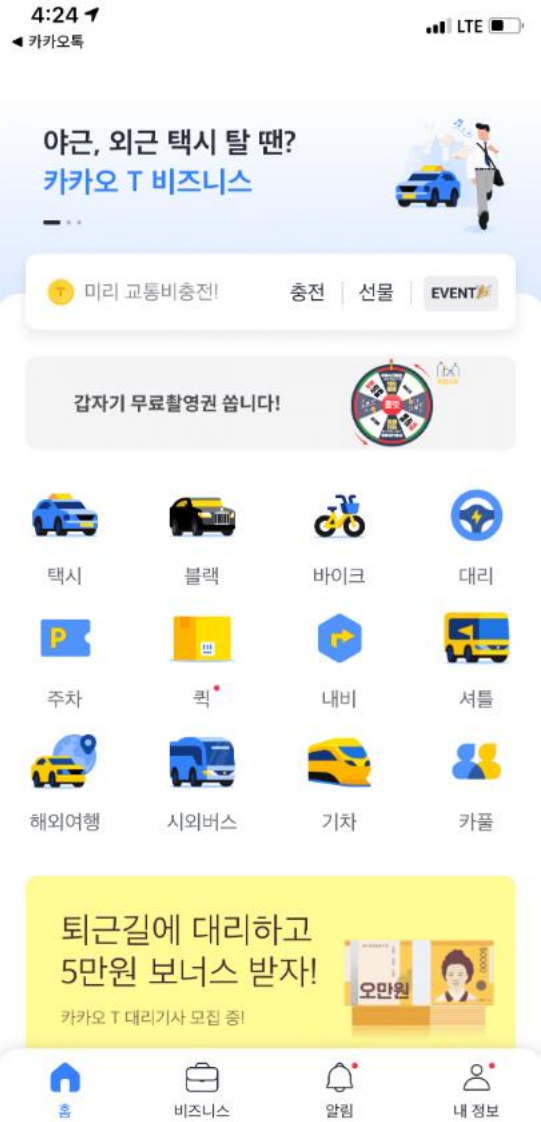 4:24
LTE
◀ 카카오톡
야근, 외근 택시 탈 땐?
카카오 T 비즈니스
T 미리 교통비충전! 충전 선물 EVENT
갑자기 무료촬영권 쏩니다!
택시 블랙 바이크 대리
P
주차 퀵 내비 셔틀
해외여행 시외버스 기차 카풀
퇴근길에 대리하고
5만원 보너스 받자!
카카오 T 대리기사 모집 중!
오만원
50000
홈 비즈니스 알림 내 정보